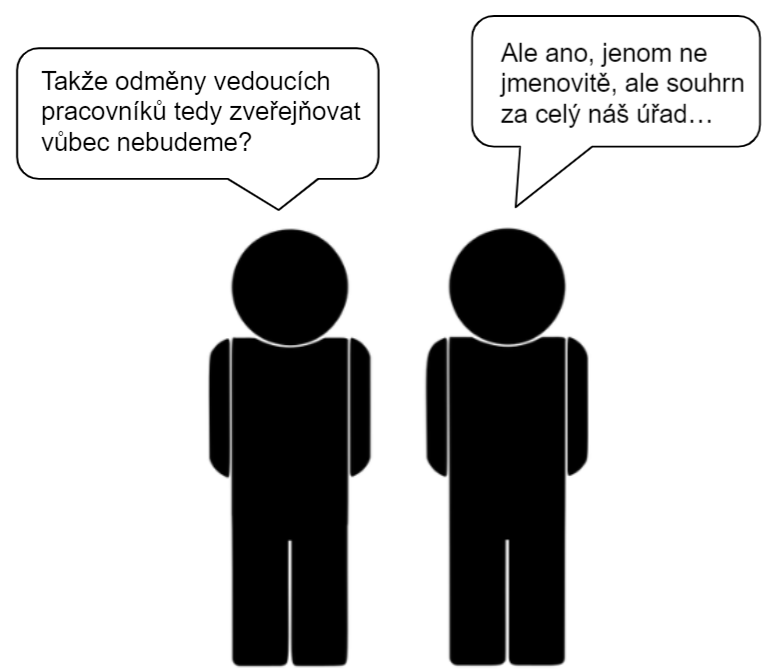 Takže odměny vedoucích
pracovníků tedy zveřejňovat
vůbec nebudeme?
Ale ano, jenom ne
jmenovitě, ale souhrn
za celý náš úřad…